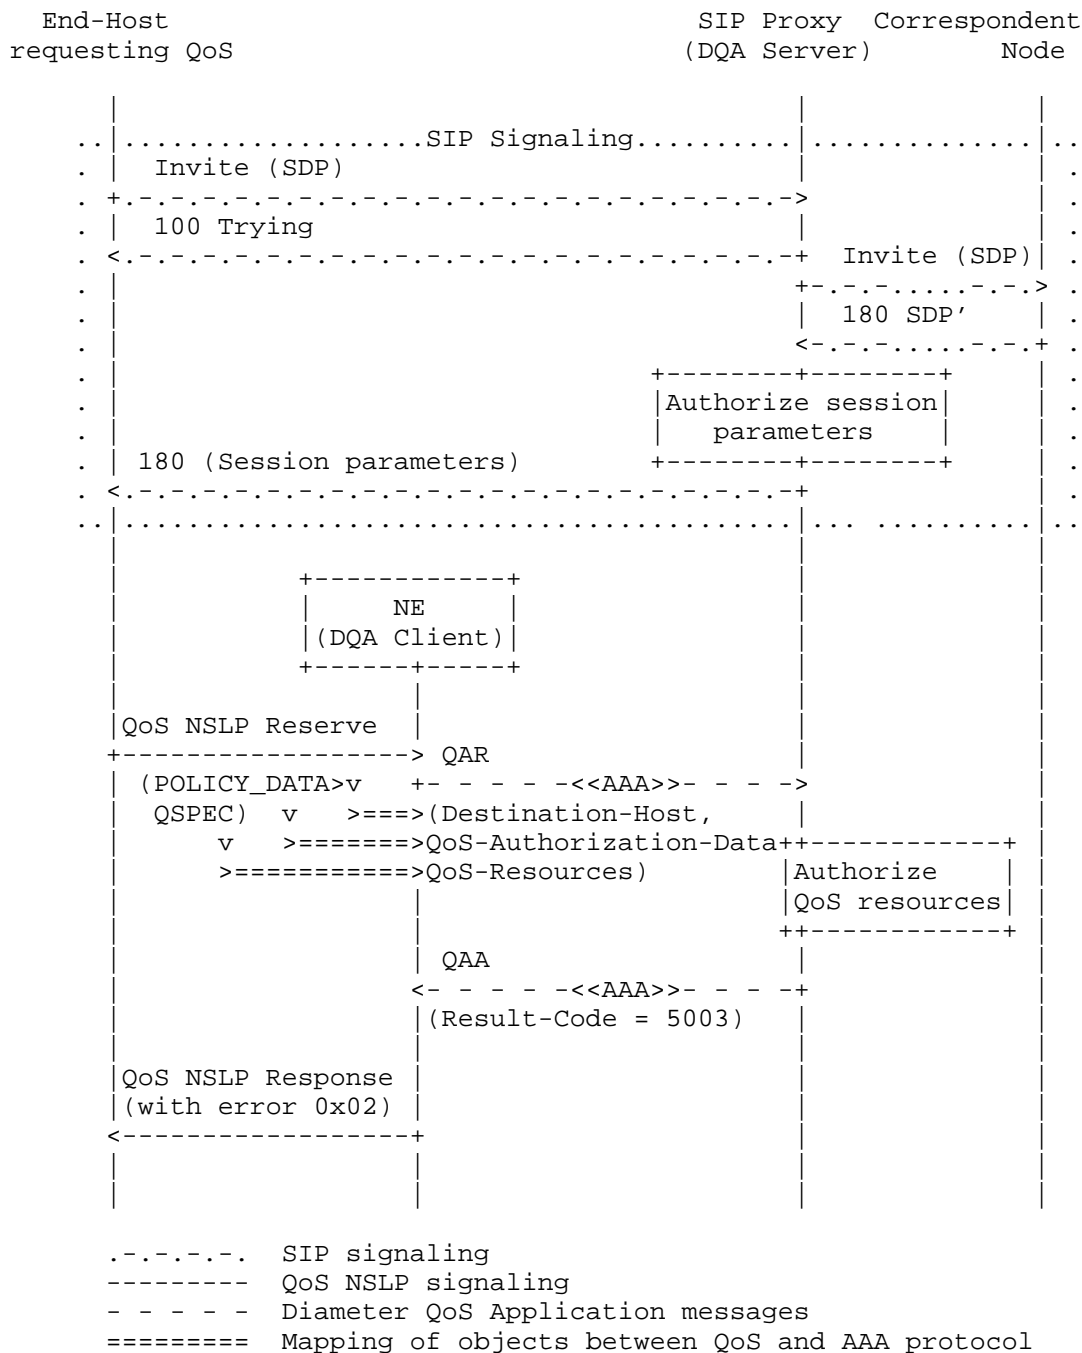 End-Host                                   SIP Proxy  Correspondent
requesting QoS                             (DQA Server)        Node
..|...................SIP Signaling..........|..............|..
. | Invite (SDP) | | .
. +.-.-.-.-.-.-.-.-.-.-.-.-.-.-.-.-.-.-.-> | .
. | 100 Trying | | .
. <.-.-.-.-.-.-.-.-.-.-.-.-.-.-.-.-.-.-.-+ Invite (SDP)| .
. | +-.-.-.....-.-.> .
. | | 180 SDP' | .
. | <-.-.-.....-.-.+ .
. | +--------+--------+ | .
. | |Authorize session| | .
. | | parameters | | .
. | 180 (Session parameters) +--------+--------+ | .
. <.-.-.-.-.-.-.-.-.-.-.-.-.-.-.-.-.-.-.-+ | .
..|......................................|... ..........|..
+------------+
| NE |
|(DQA Client)|
+------+-----+
|QoS NSLP Reserve |
+------------------> QAR
| (POLICY_DATA>v +- - - - -<<AAA>>- - - ->
| QSPEC) v >===>(Destination-Host,
v >=======>QoS-Authorization-Data++------------+
>===========>QoS-Resources) |Authorize |
|QoS resources|
++------------+
| QAA
<- - - - -<<AAA>>- - - -+
|(Result-Code = 5003)
|QoS NSLP Response |
|(with error 0x02) |
<------------------+
.-.-.-.-. SIP signaling
--------- QoS NSLP signaling
- - - - - Diameter QoS Application messages
========= Mapping of objects between QoS and AAA protocol